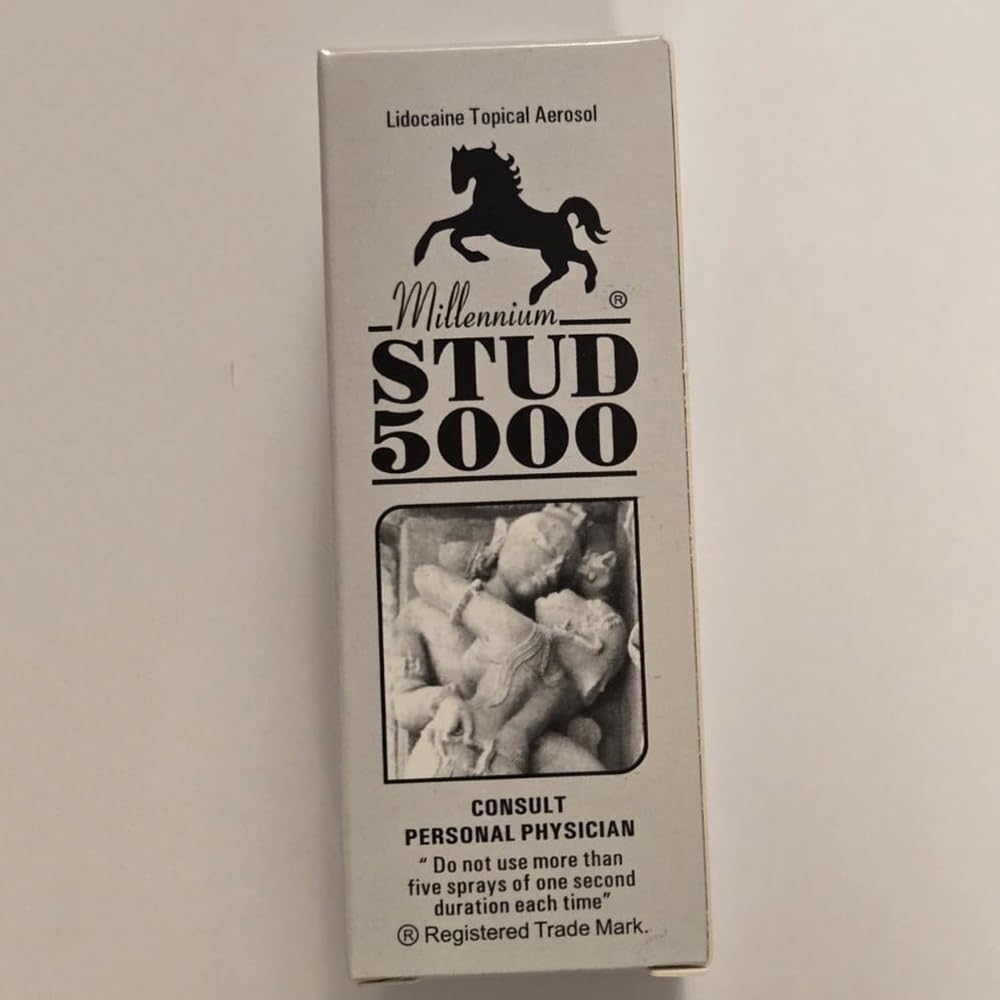 Lidocaine Topical Aerosol
Millennium ®
STUD
5000
CONSULT
PERSONAL PHYSICIAN
“ Do not use more than
five sprays of one second
duration each time”
® Registered Trade Mark.